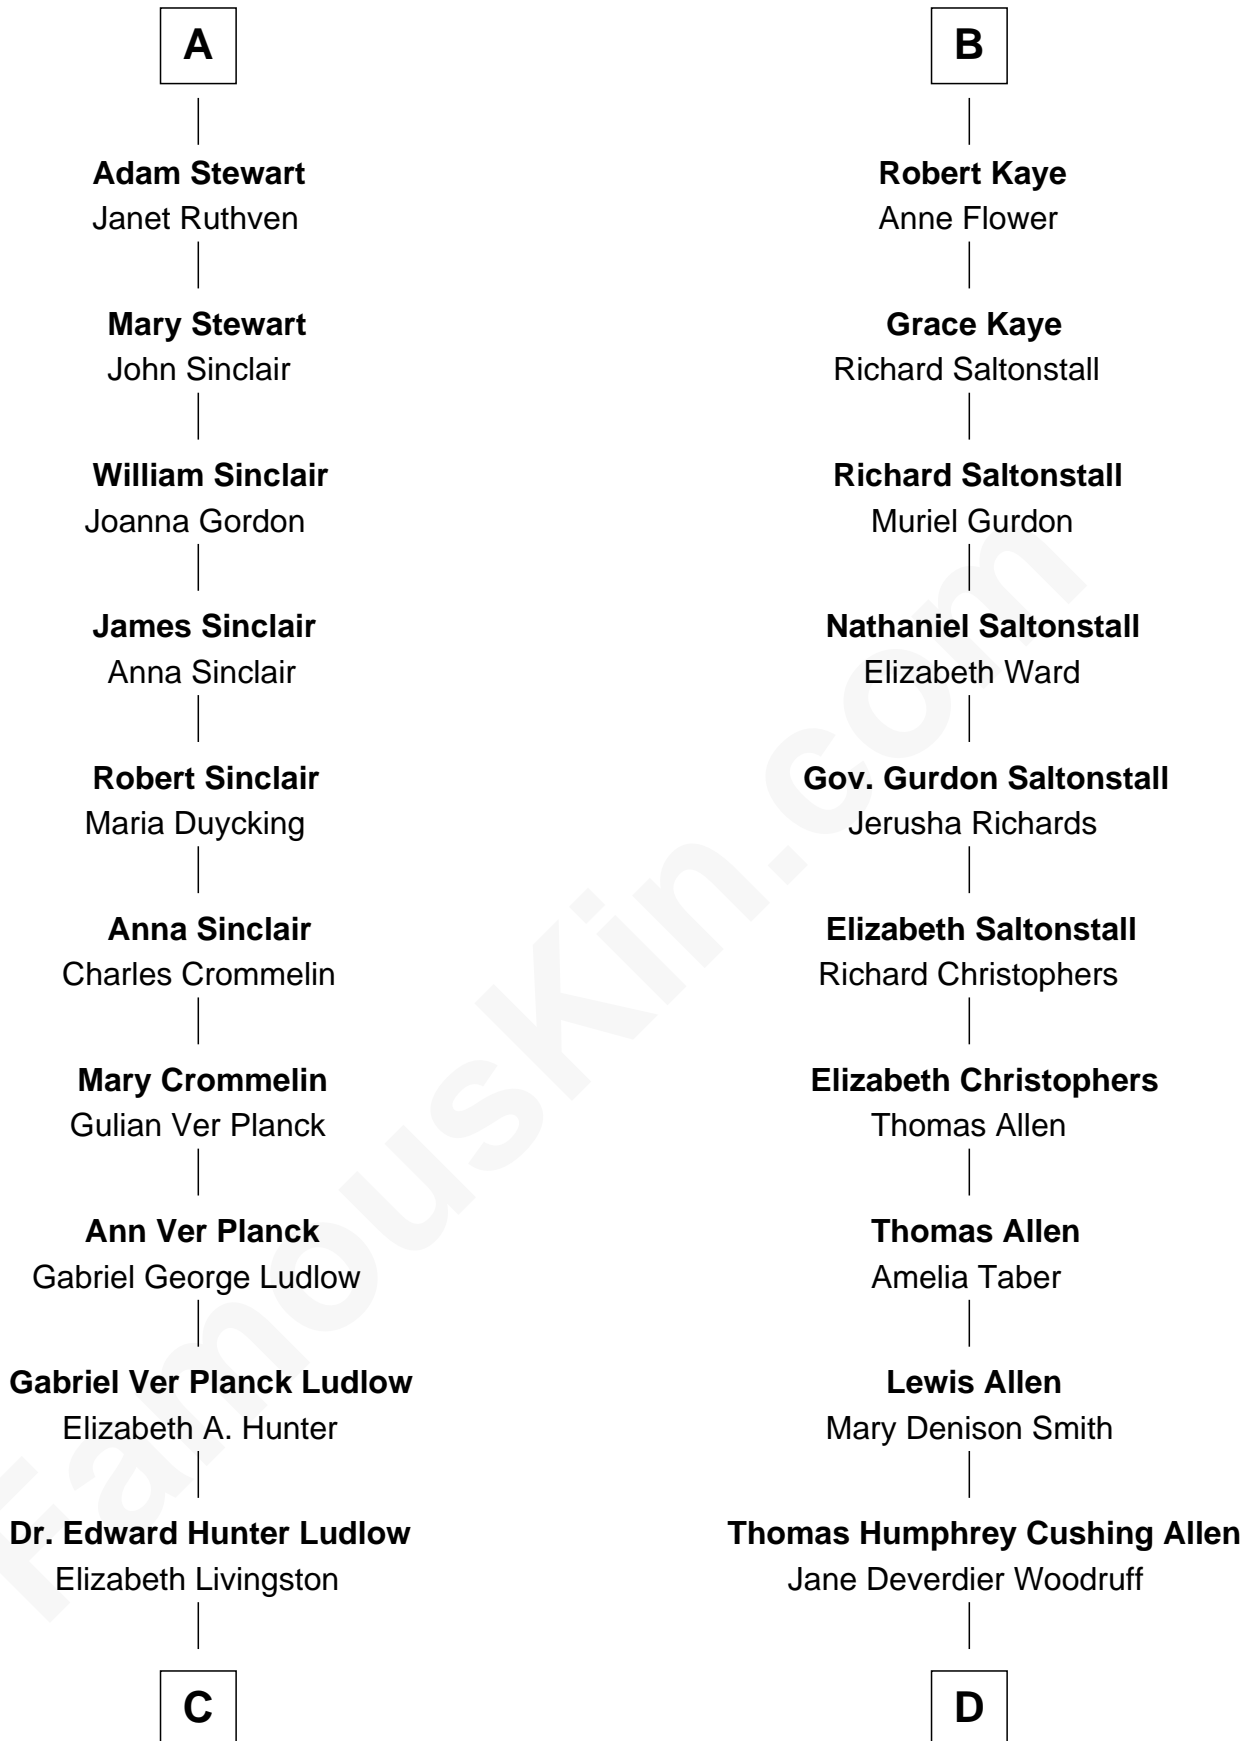 A
Adam Stewart
Janet Ruthven
Mary Stewart
John Sinclair
William Sinclair
Joanna Gordon
James Sinclair
Anna Sinclair
Robert Sinclair
Maria Duycking
Anna Sinclair
Charles Crommelin
Mary Crommelin
Gulian Ver Planck
Ann Ver Planck
Gabriel George Ludlow
Gabriel Ver Planck Ludlow
Elizabeth A. Hunter
Dr. Edward Hunter Ludlow
Elizabeth Livingston
C
B
Robert Kaye
Anne Flower
Grace Kaye
Richard Saltonstall
Richard Saltonstall
Muriel Gurdon
Nathaniel Saltonstall
Elizabeth Ward
Gov. Gurdon Saltonstall
Jerusha Richards
Elizabeth Saltonstall
Richard Christophers
Elizabeth Christophers
Thomas Allen
Thomas Allen
Amelia Taber
Lewis Allen
Mary Denison Smith
Thomas Humphrey Cushing Allen
Jane Deverdier Woodruff
D
FamousKin.com